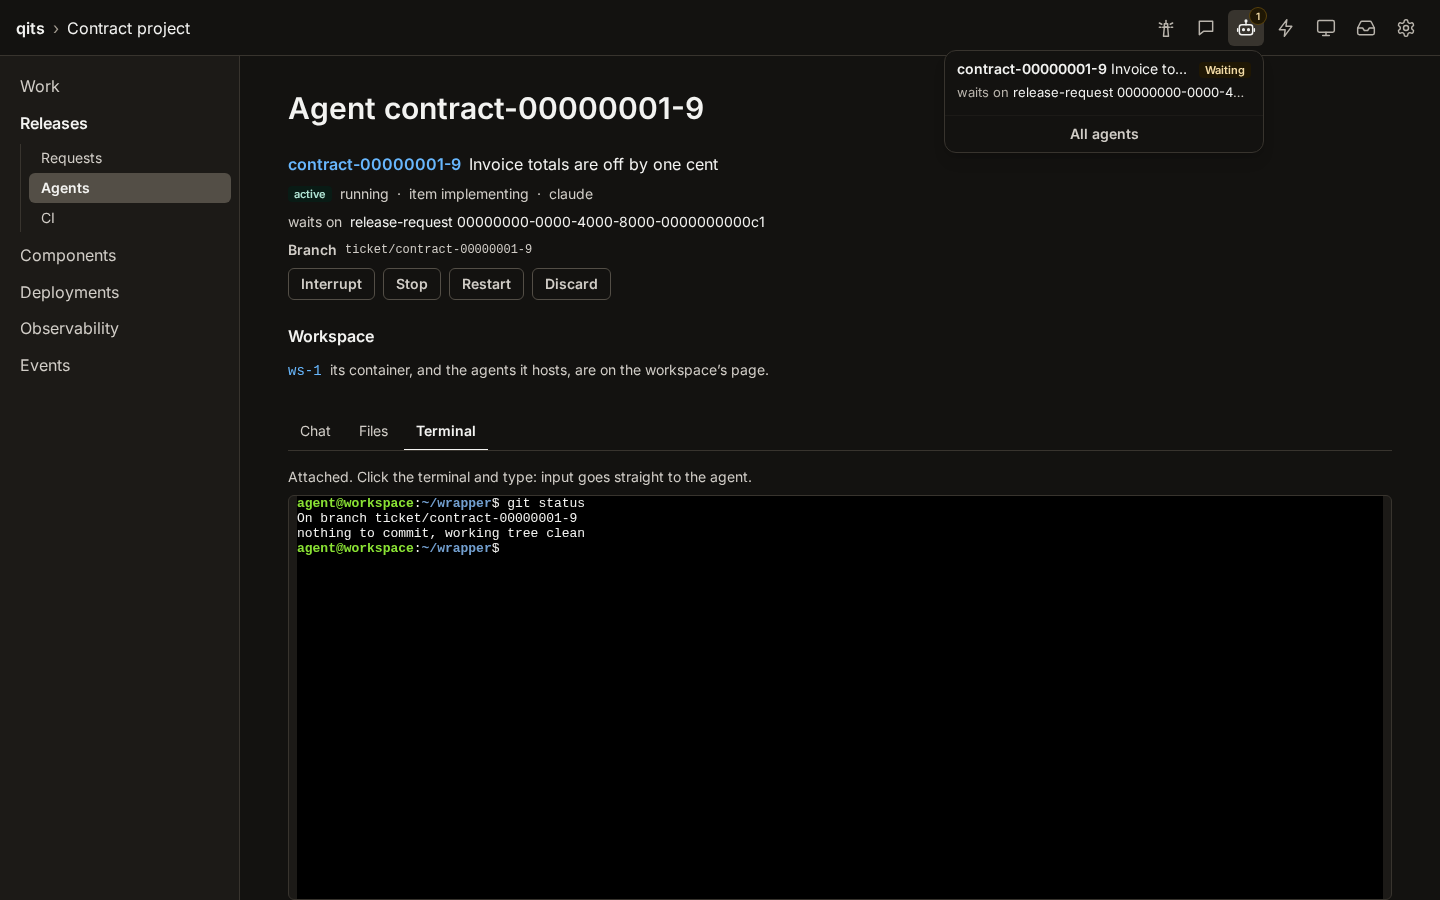 qits › Contract project
1
contract-00000001-9 Invoice to... Waiting
waits on release-request 00000000-0000-4...
All agents
Work
Releases
Requests
Agents
CI
Components
Deployments
Observability
Events
Agent contract-00000001-9
contract-00000001-9 Invoice totals are off by one cent
active running · item implementing · claude
waits on release-request 00000000-0000-4000-8000-0000000000c1
Branch ticket/contract-00000001-9
Interrupt Stop Restart Discard
Workspace
ws-1 its container, and the agents it hosts, are on the workspace’s page.
Chat Files Terminal
Attached. Click the terminal and type: input goes straight to the agent.
agent@workspace:~/wrapper$ git status
On branch ticket/contract-00000001-9
nothing to commit, working tree clean
agent@workspace:~/wrapper$